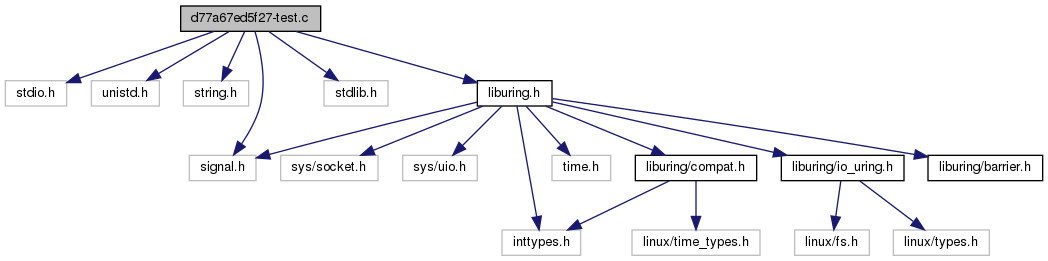 d77a67ed5f27-test.c
stdio.h
unistd.h
string.h
stdlib.h
liburing.h
signal.h
sys/socket.h
sys/uio.h
time.h
liburing/compat.h
liburing/io_uring.h
liburing/barrier.h
inttypes.h
linux/time_types.h
linux/fs.h
linux/types.h